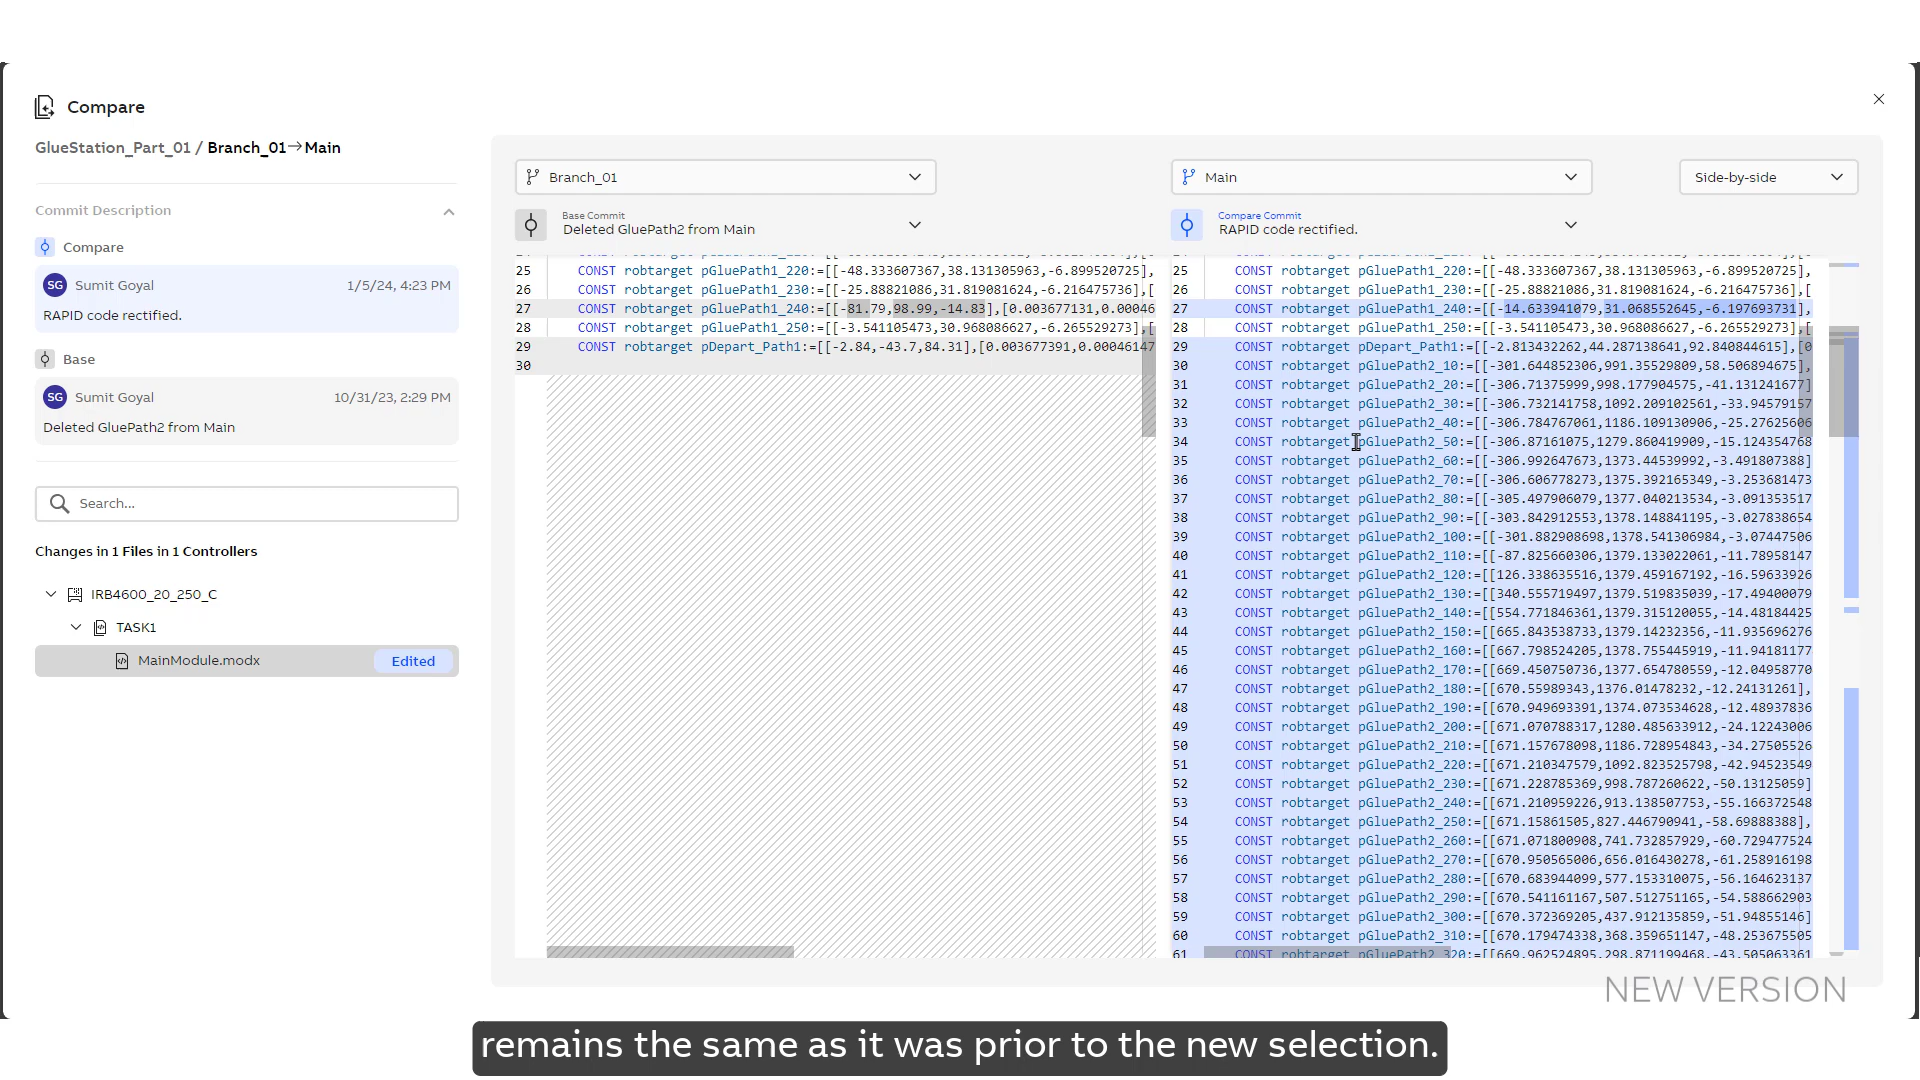 Compare
GlueStation_Part_01 / Branch_01→Main
Commit Description
Compare
SG Sumit Goyal 1/5/24, 4:23 PM
RAPID code rectified.
Base
SG Sumit Goyal 10/31/23, 2:29 PM
Deleted GluePath2 from Main
Search...
Changes in 1 Files in 1 Controllers
IRB4600_20_250_C
TASK1
MainModule.modx Edited
Branch_01
Base Commit
Deleted GluePath2 from Main
25 CONST robtarget pGluePath1_220:=[[-48.333607367,38.131305963,-6.899520725],
26 CONST robtarget pGluePath1_230:=[[-25.88821086,31.819081624,-6.216475736],[
27 CONST robtarget pGluePath1_240:=[[-81.79,98.99,-14.83],[0.003677131,0.00046
28 CONST robtarget pGluePath1_250:=[[-3.541105473,30.968086627,-6.265529273],[
29 CONST robtarget pDepart_Path1:=[[-2.84,-43.7,84.31],[0.003677391,0.00046147
30
Main
Side-by-side
Compare Commit
RAPID code rectified.
25 CONST robtarget pGluePath1_220:=[[-48.333607367,38.131305963,-6.899520725],
26 CONST robtarget pGluePath1_230:=[[-25.88821086,31.819081624,-6.216475736],[
27 CONST robtarget pGluePath1_240:=[[-14.633941079,31.068552645,-6.197693731],
28 CONST robtarget pGluePath1_250:=[[-3.541105473,30.968086627,-6.265529273],[
29 CONST robtarget pDepart_Path1:=[[-2.813432262,44.287138641,92.840844615],[0
30 CONST robtarget pGluePath2_10:=[[-301.644852306,991.35529809,58.506894675],
31 CONST robtarget pGluePath2_20:=[[-306.71375999,998.177904575,-41.131241677]
32 CONST robtarget pGluePath2_30:=[[-306.732141758,1092.209102561,-33.94579157
33 CONST robtarget pGluePath2_40:=[[-306.784767061,1186.109130906,-25.27625606
34 CONST robtarget pGluePath2_50:=[[-306.87161075,1279.860419909,-15.124354768
35 CONST robtarget pGluePath2_60:=[[-306.992647673,1373.44539992,-3.491807388]
36 CONST robtarget pGluePath2_70:=[[-306.606778273,1375.392165349,-3.253681473
37 CONST robtarget pGluePath2_80:=[[-305.497906079,1377.040213534,-3.091353517
38 CONST robtarget pGluePath2_90:=[[-303.842912553,1378.148841195,-3.027838654
39 CONST robtarget pGluePath2_100:=[[-301.882908698,1378.541306984,-3.07447506
40 CONST robtarget pGluePath2_110:=[[-87.825660306,1379.133022061,-11.78958147
41 CONST robtarget pGluePath2_120:=[[126.338635516,1379.459167192,-16.59633926
42 CONST robtarget pGluePath2_130:=[[340.555719497,1379.519835039,-17.49400079
43 CONST robtarget pGluePath2_140:=[[554.771846361,1379.315120055,-14.48184425
44 CONST robtarget pGluePath2_150:=[[665.843538733,1379.14232356,-11.935696276
45 CONST robtarget pGluePath2_160:=[[667.798524205,1378.755445919,-11.94181177
46 CONST robtarget pGluePath2_170:=[[669.450750736,1377.654780559,-12.04958770
47 CONST robtarget pGluePath2_180:=[[670.55989343,1376.01478232,-12.24131261],
48 CONST robtarget pGluePath2_190:=[[670.949693391,1374.073534628,-12.48937836
49 CONST robtarget pGluePath2_200:=[[671.070788317,1280.485633912,-24.12243006
50 CONST robtarget pGluePath2_210:=[[671.157678098,1186.728954843,-34.27505526
51 CONST robtarget pGluePath2_220:=[[671.210347579,1092.823525798,-42.94523549
52 CONST robtarget pGluePath2_230:=[[671.228785369,998.787260622,-50.13125059]
53 CONST robtarget pGluePath2_240:=[[671.210959226,913.138507753,-55.166372548
54 CONST robtarget pGluePath2_250:=[[671.15861505,827.446790941,-58.69888388],
55 CONST robtarget pGluePath2_260:=[[671.071800908,741.732857929,-60.729477524
56 CONST robtarget pGluePath2_270:=[[670.950565006,656.016430278,-61.258916198
57 CONST robtarget pGluePath2_280:=[[670.683944099,577.153310075,-56.164623137
58 CONST robtarget pGluePath2_290:=[[670.541161167,507.512751165,-54.588662903
59 CONST robtarget pGluePath2_300:=[[670.372369205,437.912135859,-51.94855146]
60 CONST robtarget pGluePath2_310:=[[670.179474338,368.359651147,-48.253675505
61 CONST robtarget pGluePath2_320:=[[669.962524895,298.871199468,-43.505063361
NEW VERSION
remains the same as it was prior to the new selection.